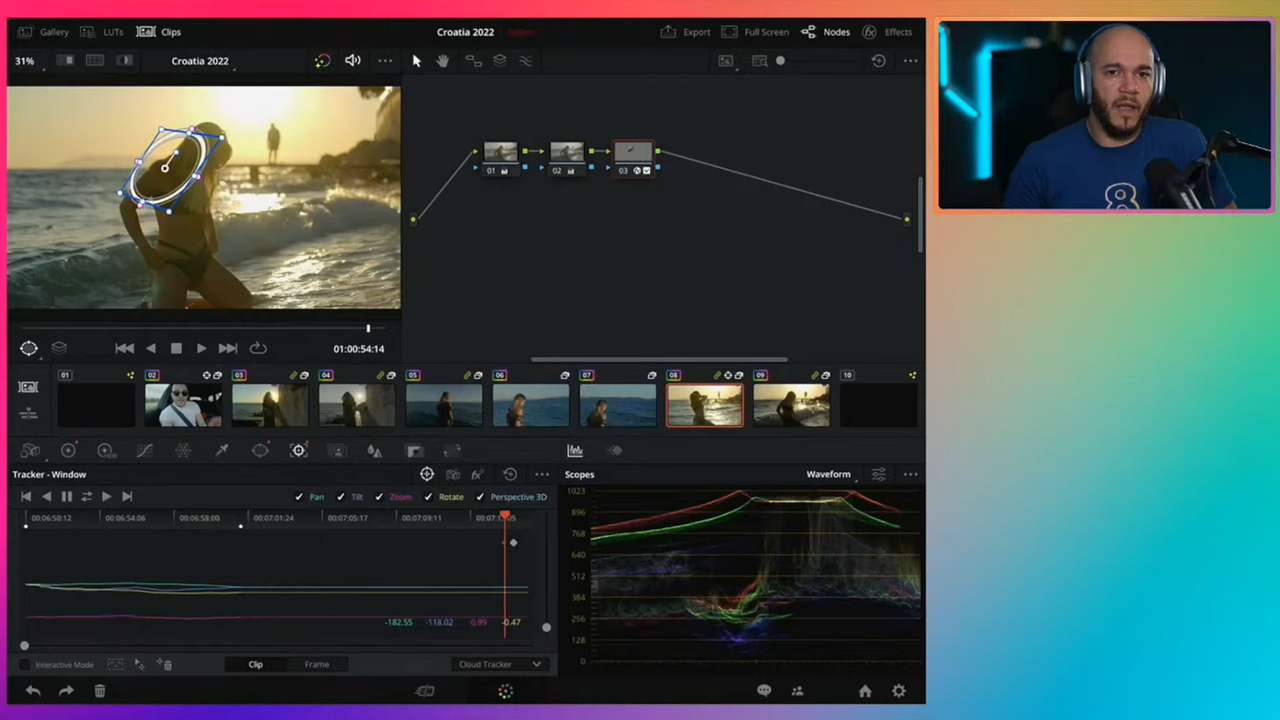 Gallery LUTs Clips Croatia 2022 Export Full Screen Nodes Effects
31% Croatia 2022
01 02 03
01:00:54:14
01 02 03 04 05 06 07 08 09 10
Tracker - Window Scopes Waveform
Pan Tilt Zoom Rotate Perspective 3D
00:06:50:12 00:06:54:06 00:06:58:00 00:07:01:24 00:07:05:17 00:07:09:11
-182.55 -118.02 0.99 -0.47
1023
896
768
640
512
384
256
128
0
Interactive Mode Clip Frame Cloud Tracker
8